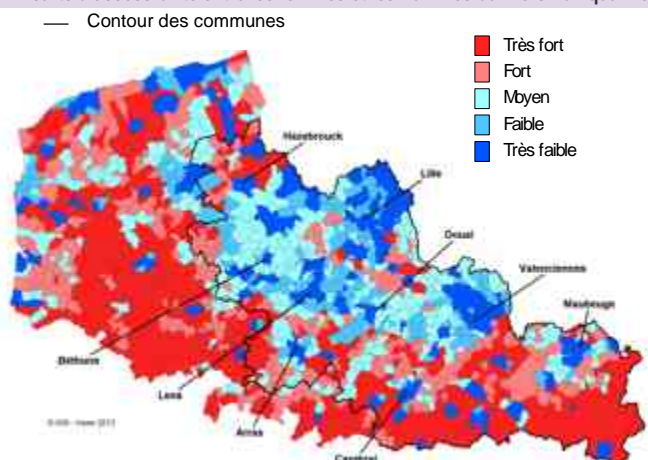 Contour des communes
Très fort
Fort
Moyen
Faible
Très faible
Hazebrouck
Lille
Douai
Valenciennes
Maubeuge
Béthune
Lens
Arras
Cambrai